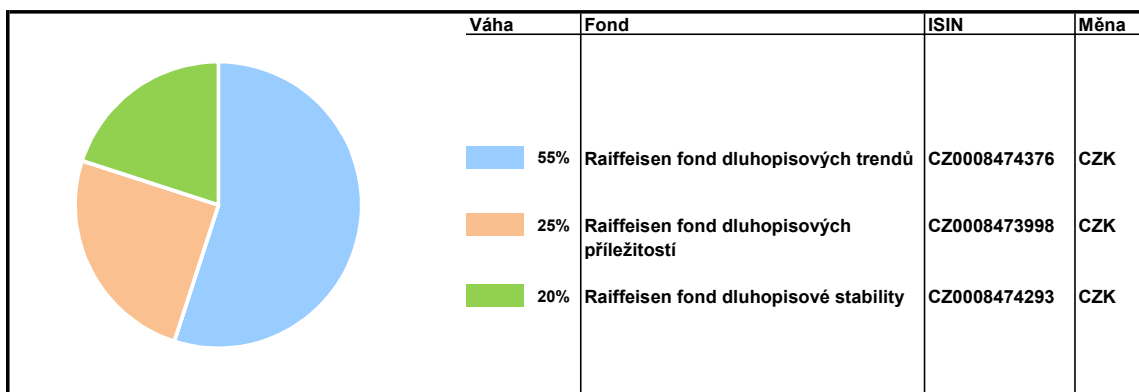 Váha Fond ISIN Měna
55% Raiffeisen fond dluhopisových trendů CZ0008474376 CZK
25% Raiffeisen fond dluhopisových CZ0008473998 CZK
příležitostí
20% Raiffeisen fond dluhopisové stability CZ0008474293 CZK